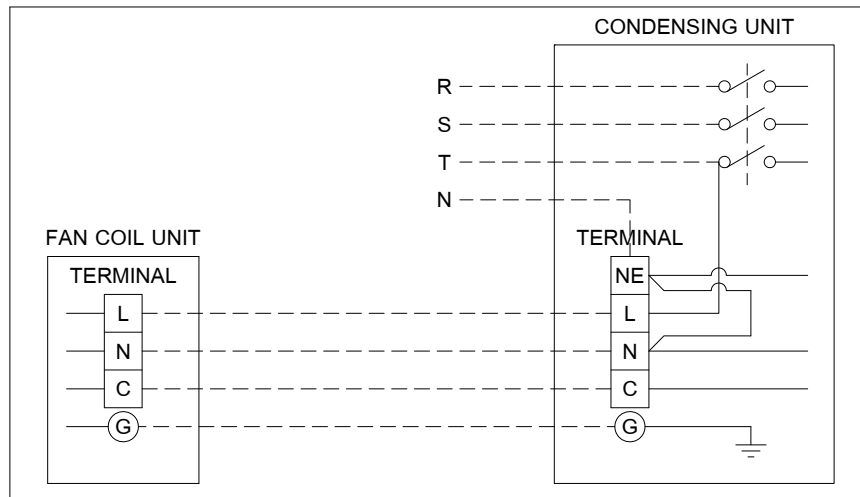 CONDENSING UNIT
R
S
T
N
FAN COIL UNIT
TERMINAL
TERMINAL
NE
L
L
N
N
C
C
G
G